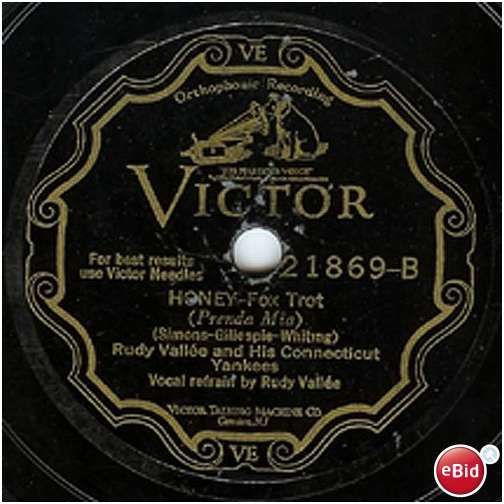 VE
Orthophonic Recording
"HIS MASTER'S VOICE"
VICTOR
For best results
use Victor Needles
21869-B
HONEY-Fox Trot
(Prenda Mia)
(Simons-Gillespie-Whiting)
Rudy Vallée and His Connecticut
Yankees
Vocal refrain by Rudy Vallée
VICTOR TALKING MACHINE CO.
Camden, NJ
VE
eBid